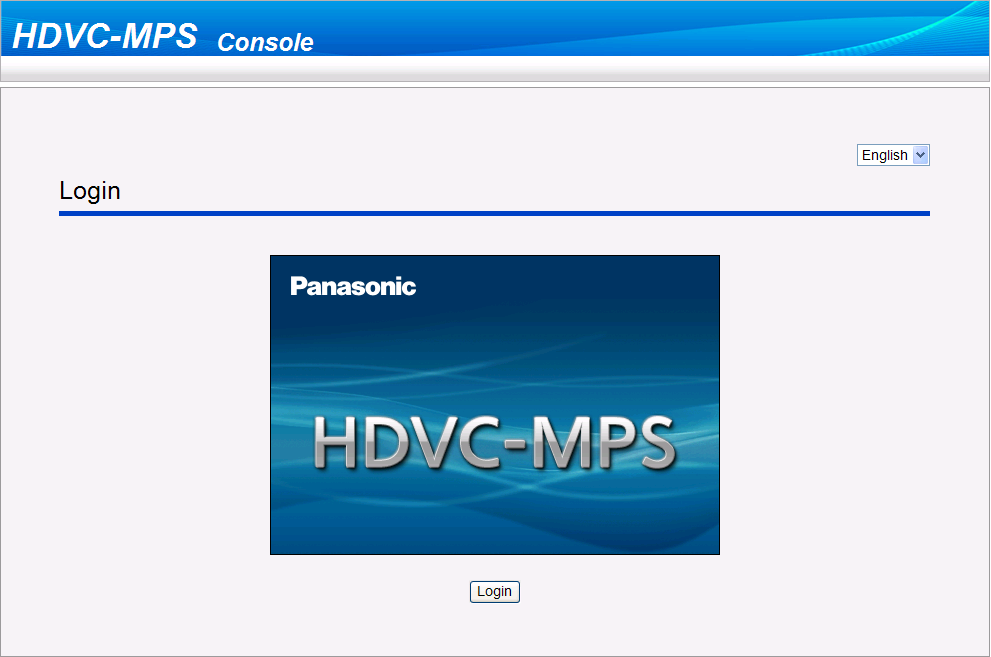 HDVC-MPS Console
English
Login
Panasonic
HDVC-MPS
Login